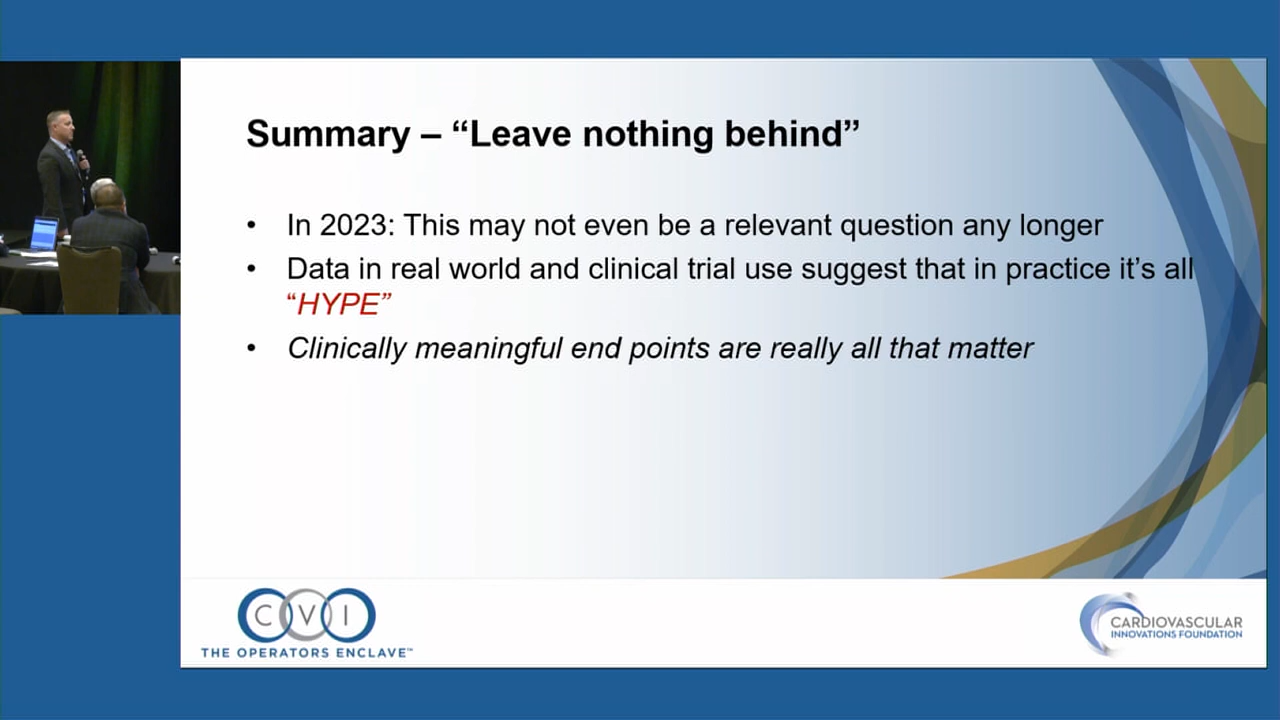 Summary – “Leave nothing behind”
• In 2023: This may not even be a relevant question any longer
• Data in real world and clinical trial use suggest that in practice it’s all
“HYPE”
• Clinically meaningful end points are really all that matter
CVI
THE OPERATORS ENCLAVE™
CARDIOVASCULAR
INNOVATIONS FOUNDATION